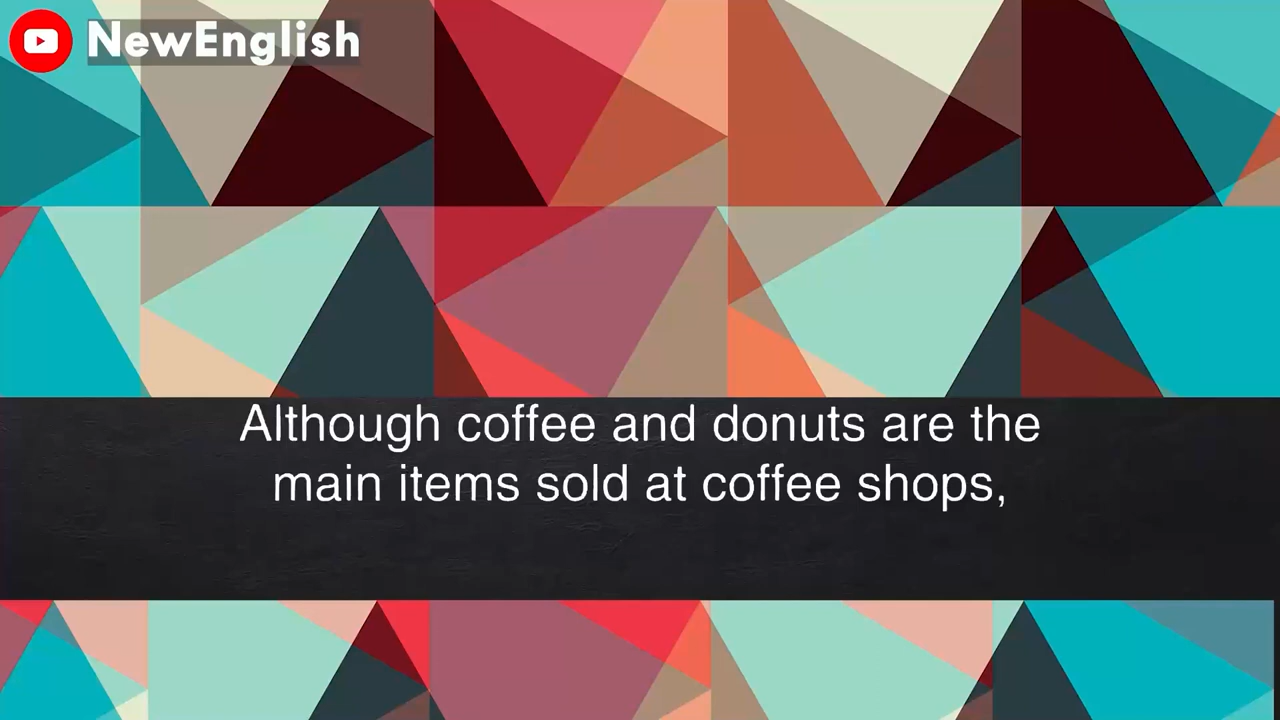 NewEnglish
Although coffee and donuts are the
main items sold at coffee shops,